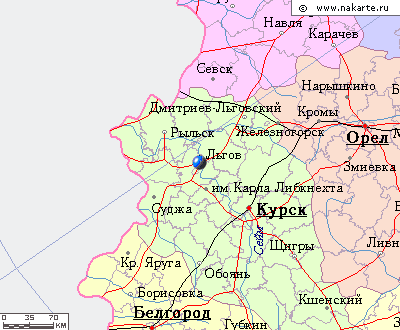 © www.nakarte.ru
Навля
Карачев
Севск
Нарышкино
Дмитриев-Льговский
Кромы
Рыльск
Железногорск
Орел
Льгов
Змиевка
им. Карла Либкнехта
Суджа
Курск
Сейм
Щигры
Ливн
Кр. Яруга
Обоянь
Борисовка
Кшенский
Белгород
Губкин
0 35 70
КМ